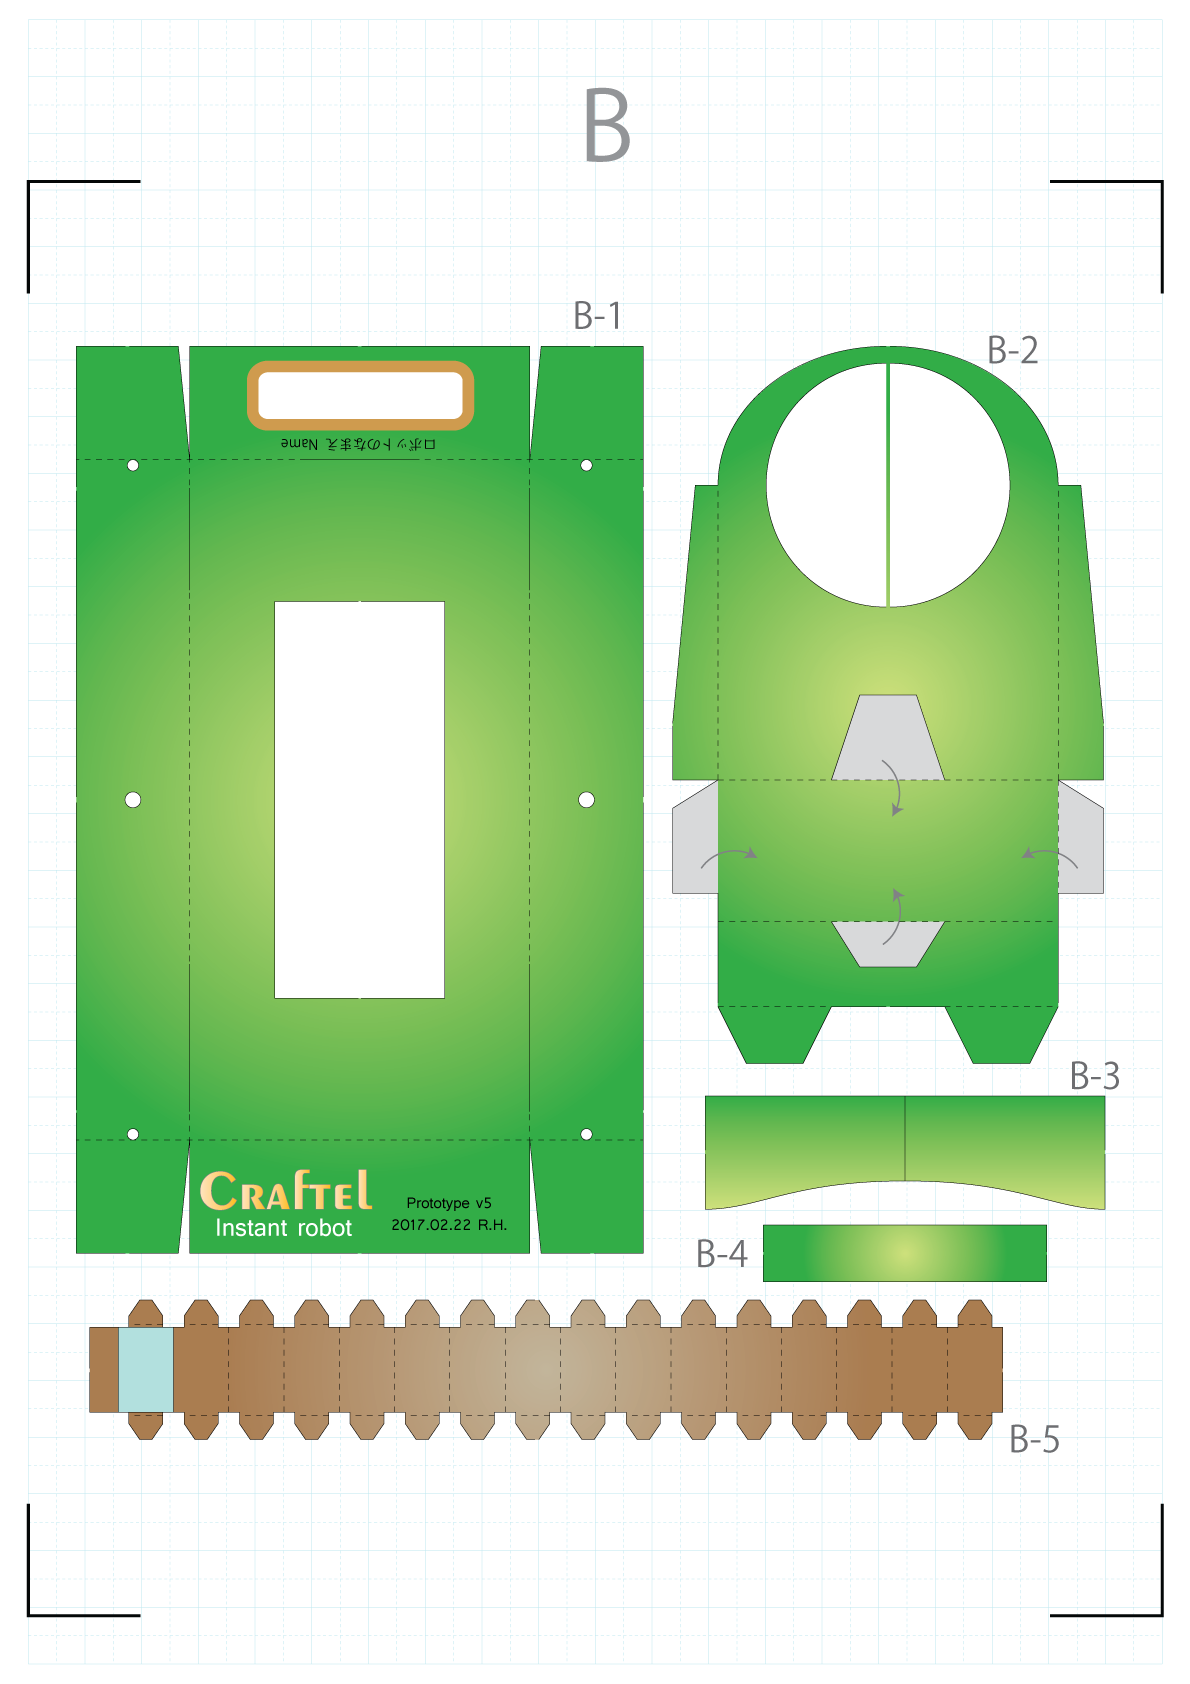 B
B-1
B-2
ロボットのなまえ Name
B-3
CRAFTEL
Instant robot
Prototype v5
2017.02.22 R.H.
B-4
B-5